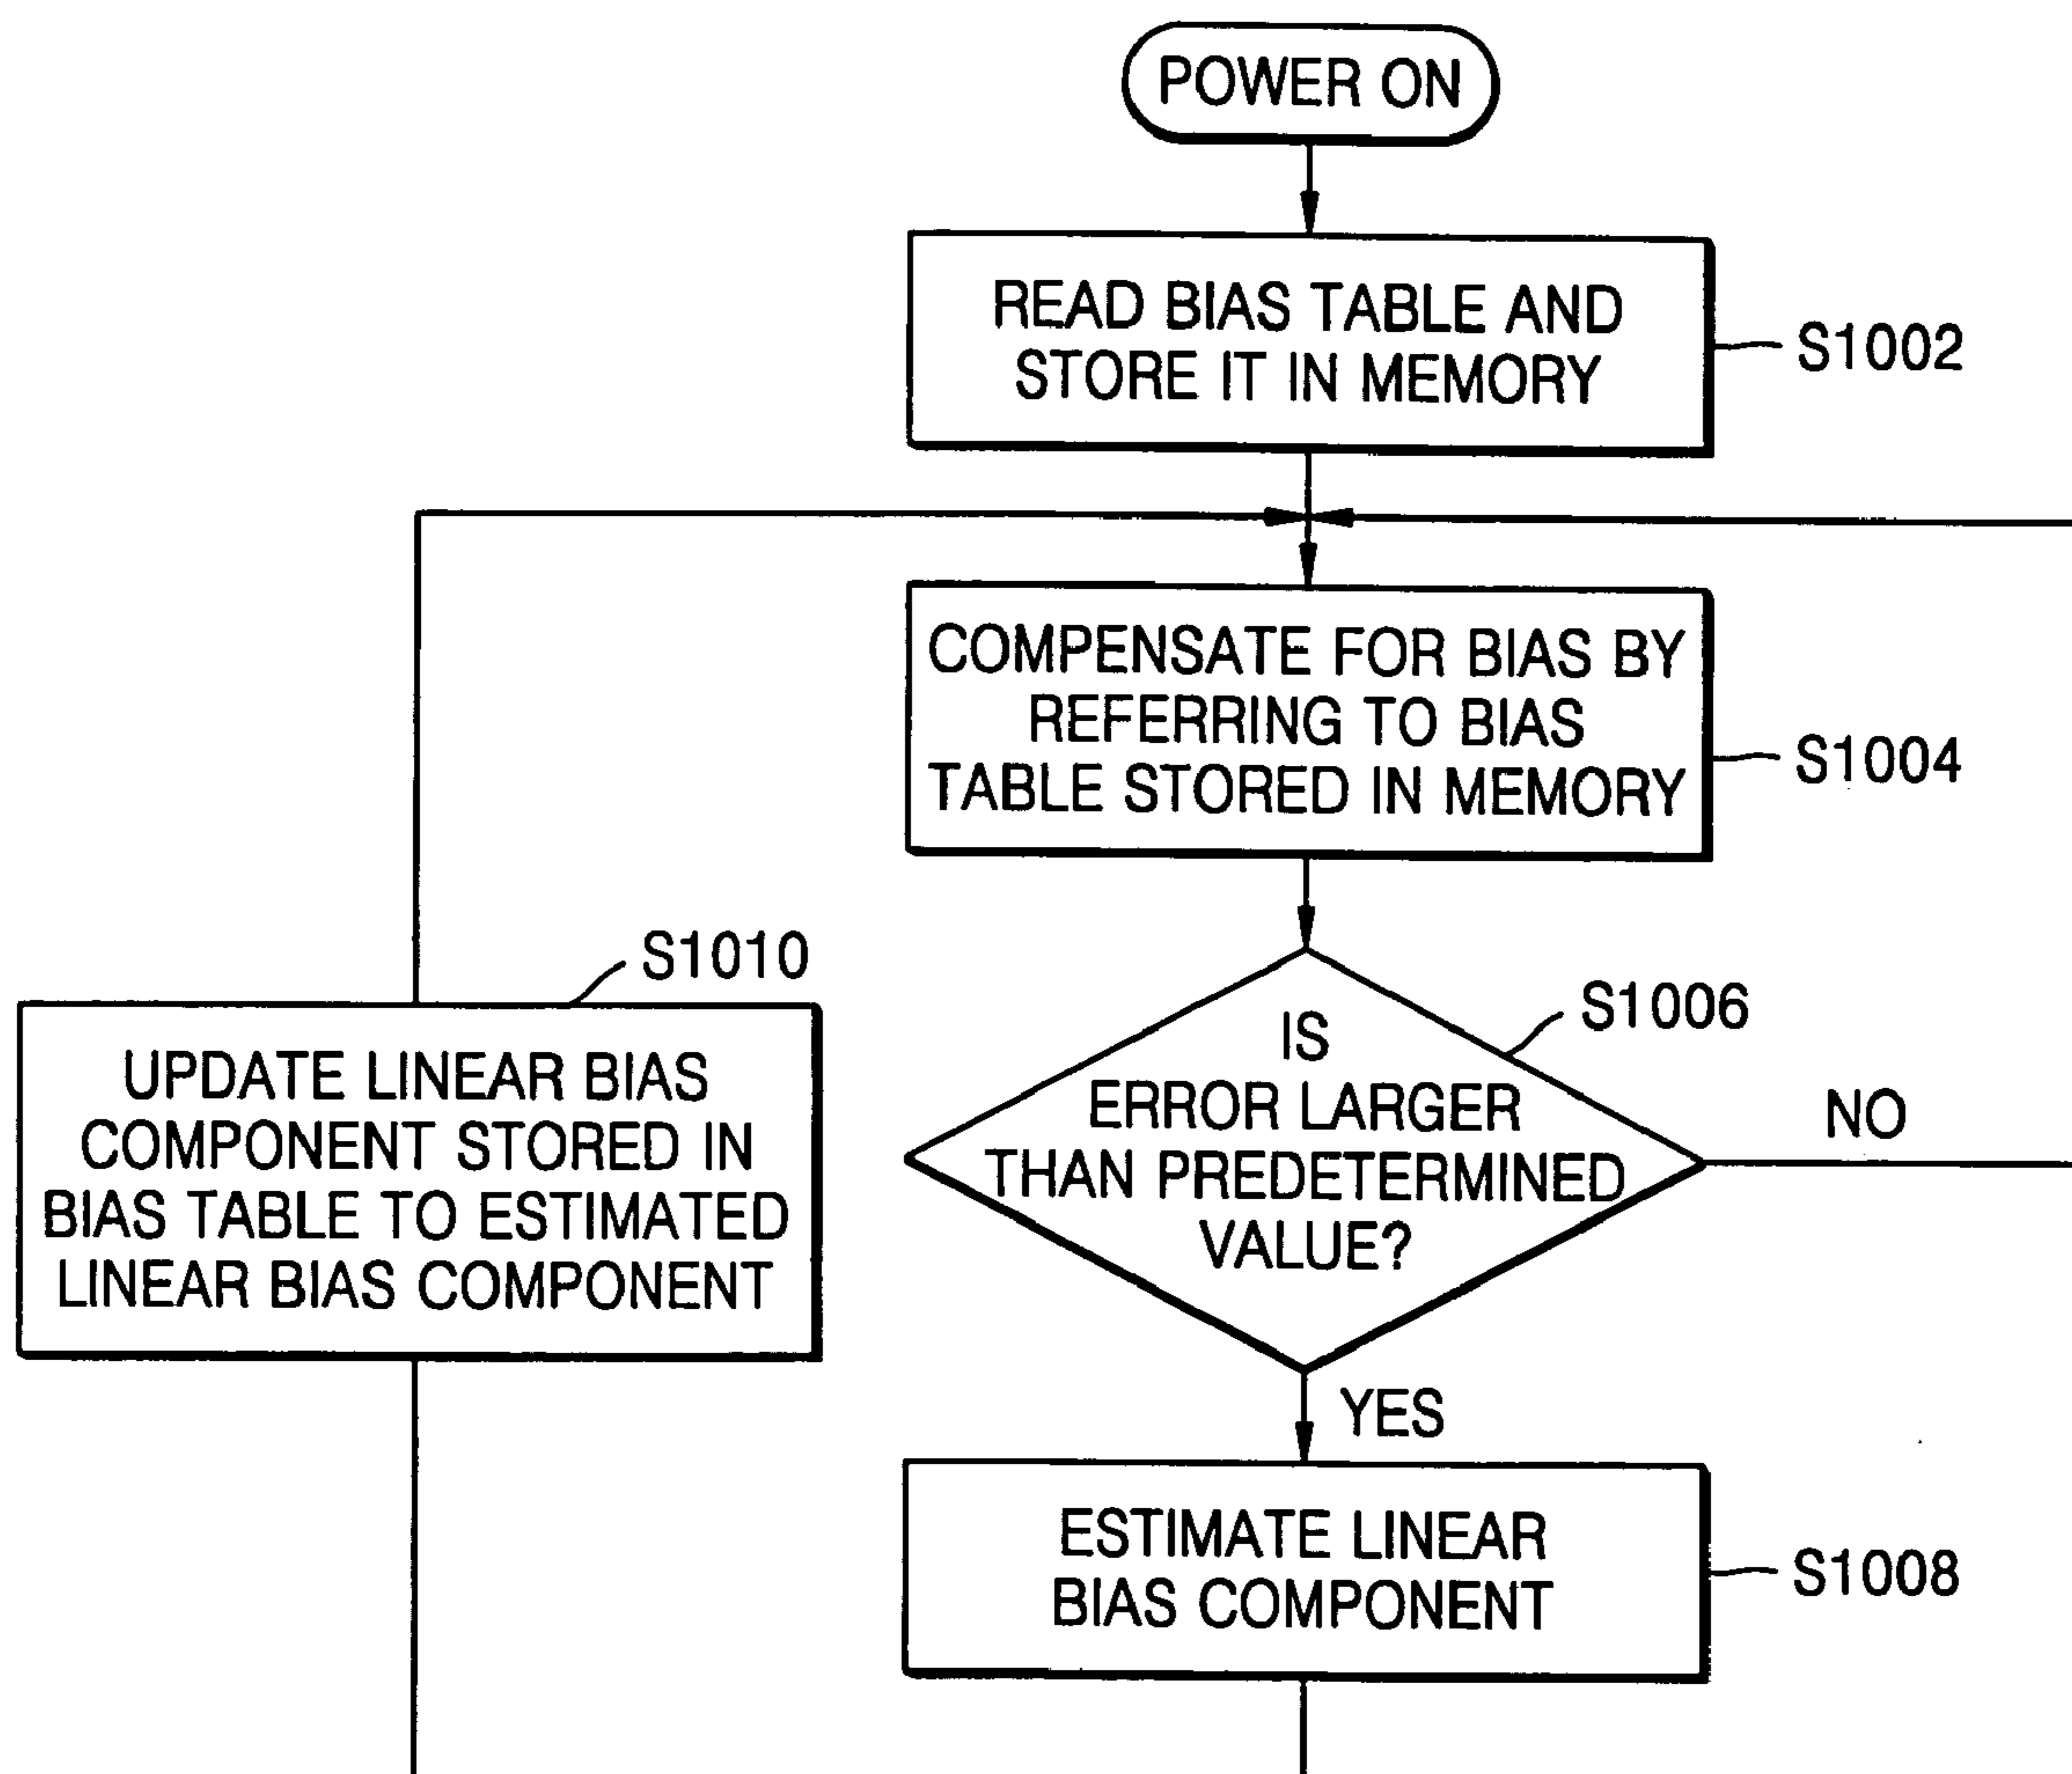 POWER ON
READ BIAS TABLE AND
STORE IT IN MEMORY
S1002
COMPENSATE FOR BIAS BY
REFERRING TO BIAS
TABLE STORED IN MEMORY
S1004
S1010
UPDATE LINEAR BIAS
COMPONENT STORED IN
BIAS TABLE TO ESTIMATED
LINEAR BIAS COMPONENT
S1006
IS
ERROR LARGER
THAN PREDETERMINED
VALUE?
NO
YES
ESTIMATE LINEAR
BIAS COMPONENT
S1008